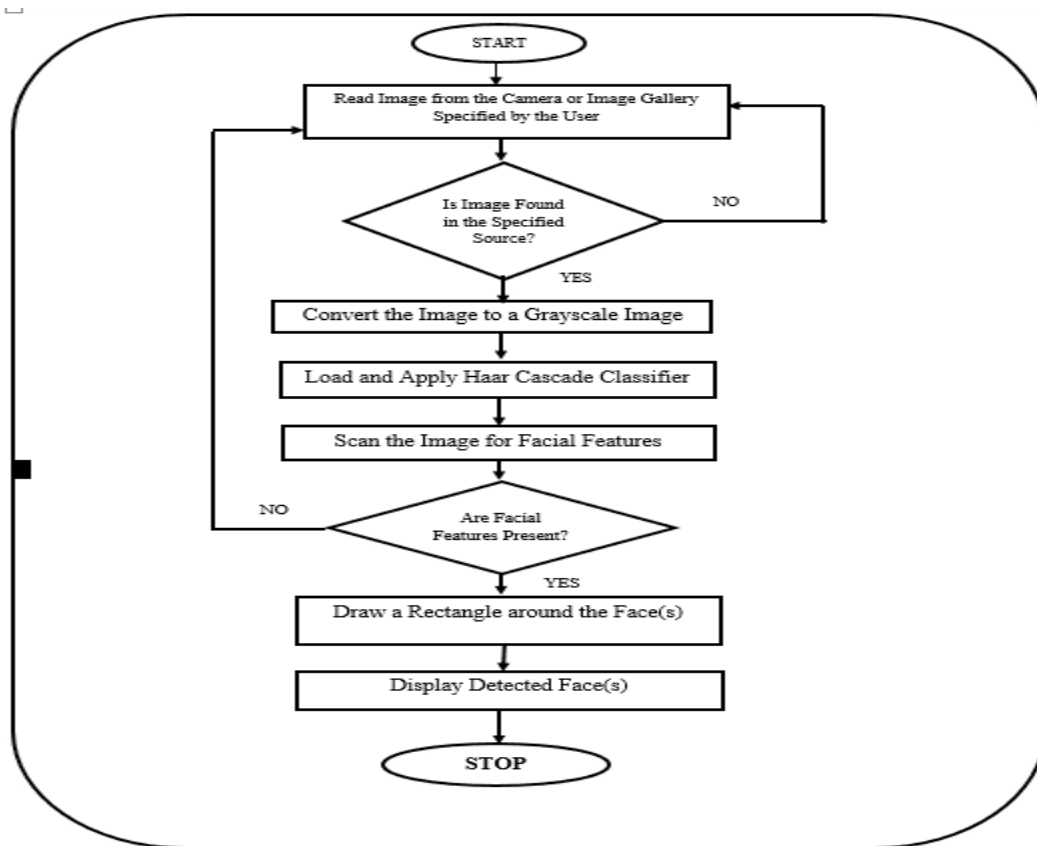 START
Read Image from the Camera or Image Gallery
Specified by the User
Is Image Found
in the Specified
Source?
NO
YES
Convert the Image to a Grayscale Image
Load and Apply Haar Cascade Classifier
Scan the Image for Facial Features
NO
Are Facial
Features Present?
YES
Draw a Rectangle around the Face(s)
Display Detected Face(s)
STOP